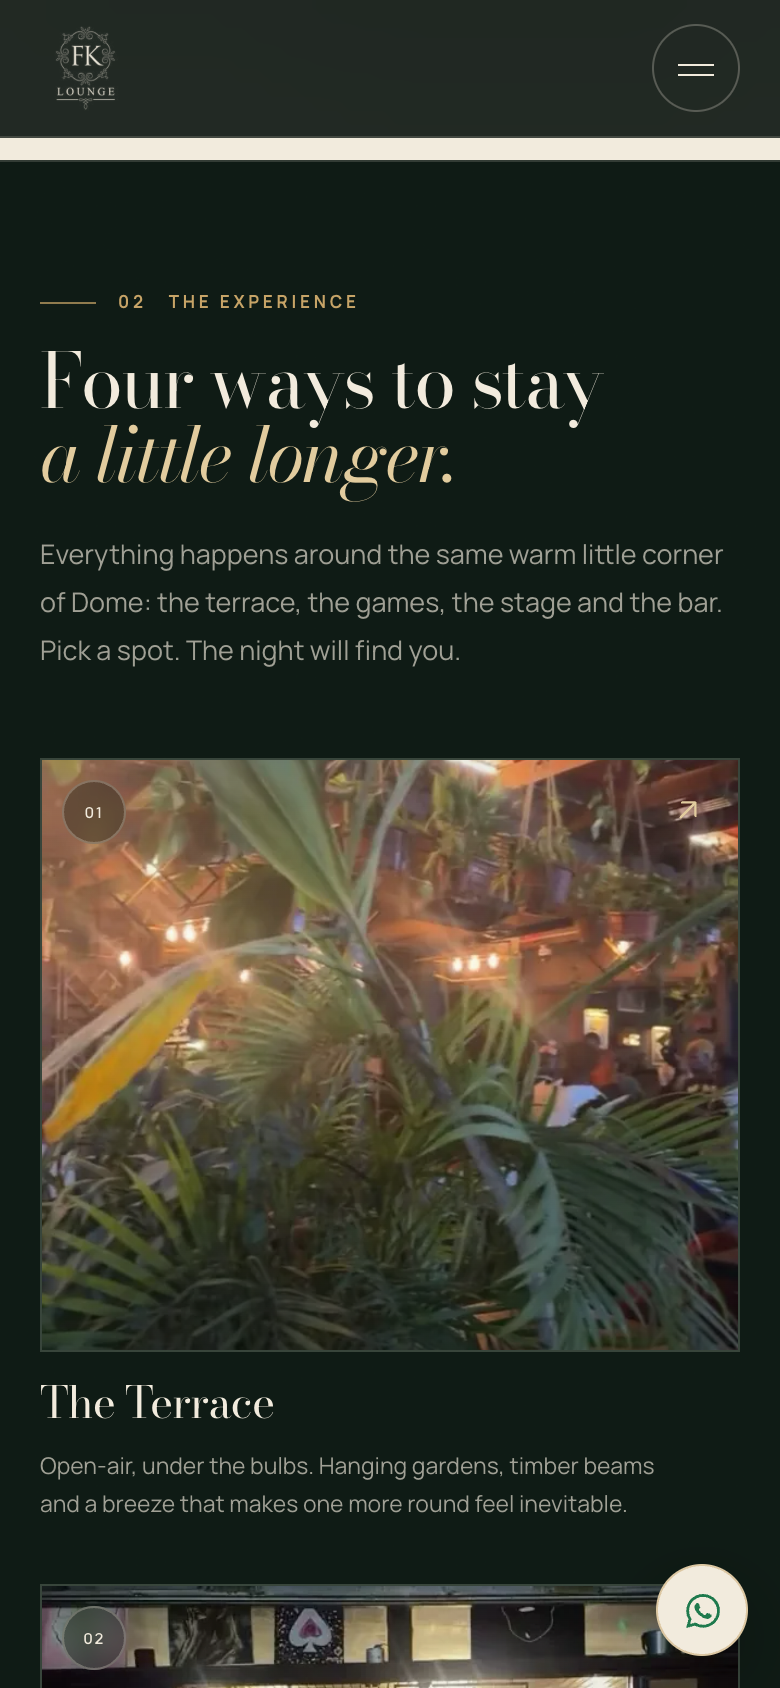 FK
LOUNGE
02 THE EXPERIENCE
Four ways to stay
a little longer.
Everything happens around the same warm little corner
of Dome: the terrace, the games, the stage and the bar.
Pick a spot. The night will find you.
01
The Terrace
Open-air, under the bulbs. Hanging gardens, timber beams
and a breeze that makes one more round feel inevitable.
02